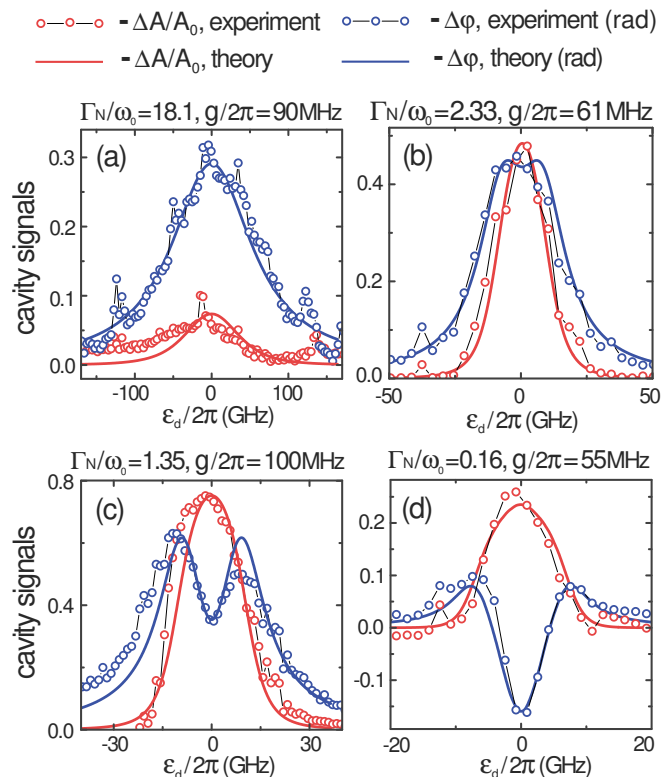 - ΔA/A₀, experiment - Δφ, experiment (rad)
- ΔA/A₀, theory - Δφ, theory (rad)
Γ_N/ω₀=18.1, g/2π=90MHz Γ_N/ω₀=2.33, g/2π=61MHz
(a) (b)
cavity signals
0.3
0.2
0.1
0.0
-100 0 100
ε_d/2π (GHz)
0.4
0.2
0.0
-50 0 50
ε_d/2π (GHz)
Γ_N/ω₀=1.35, g/2π=100MHz Γ_N/ω₀=0.16, g/2π=55MHz
(c) (d)
cavity signals
0.8
0.4
0.0
-30 0 30
ε_d/2π (GHz)
0.2
0.1
0.0
-0.1
-20 0 20
ε_d/2π (GHz)